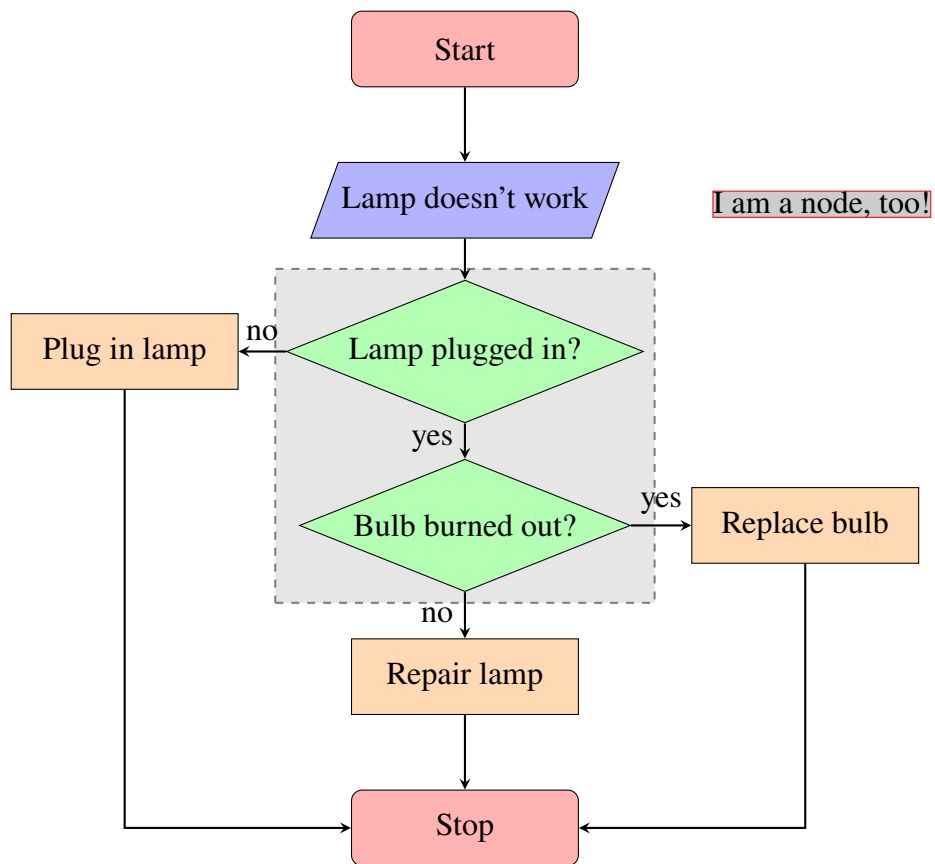 Start
Lamp doesn't work
I am a node, too!
no
Plug in lamp
Lamp plugged in?
yes
yes
Bulb burned out?
Replace bulb
no
Repair lamp
Stop